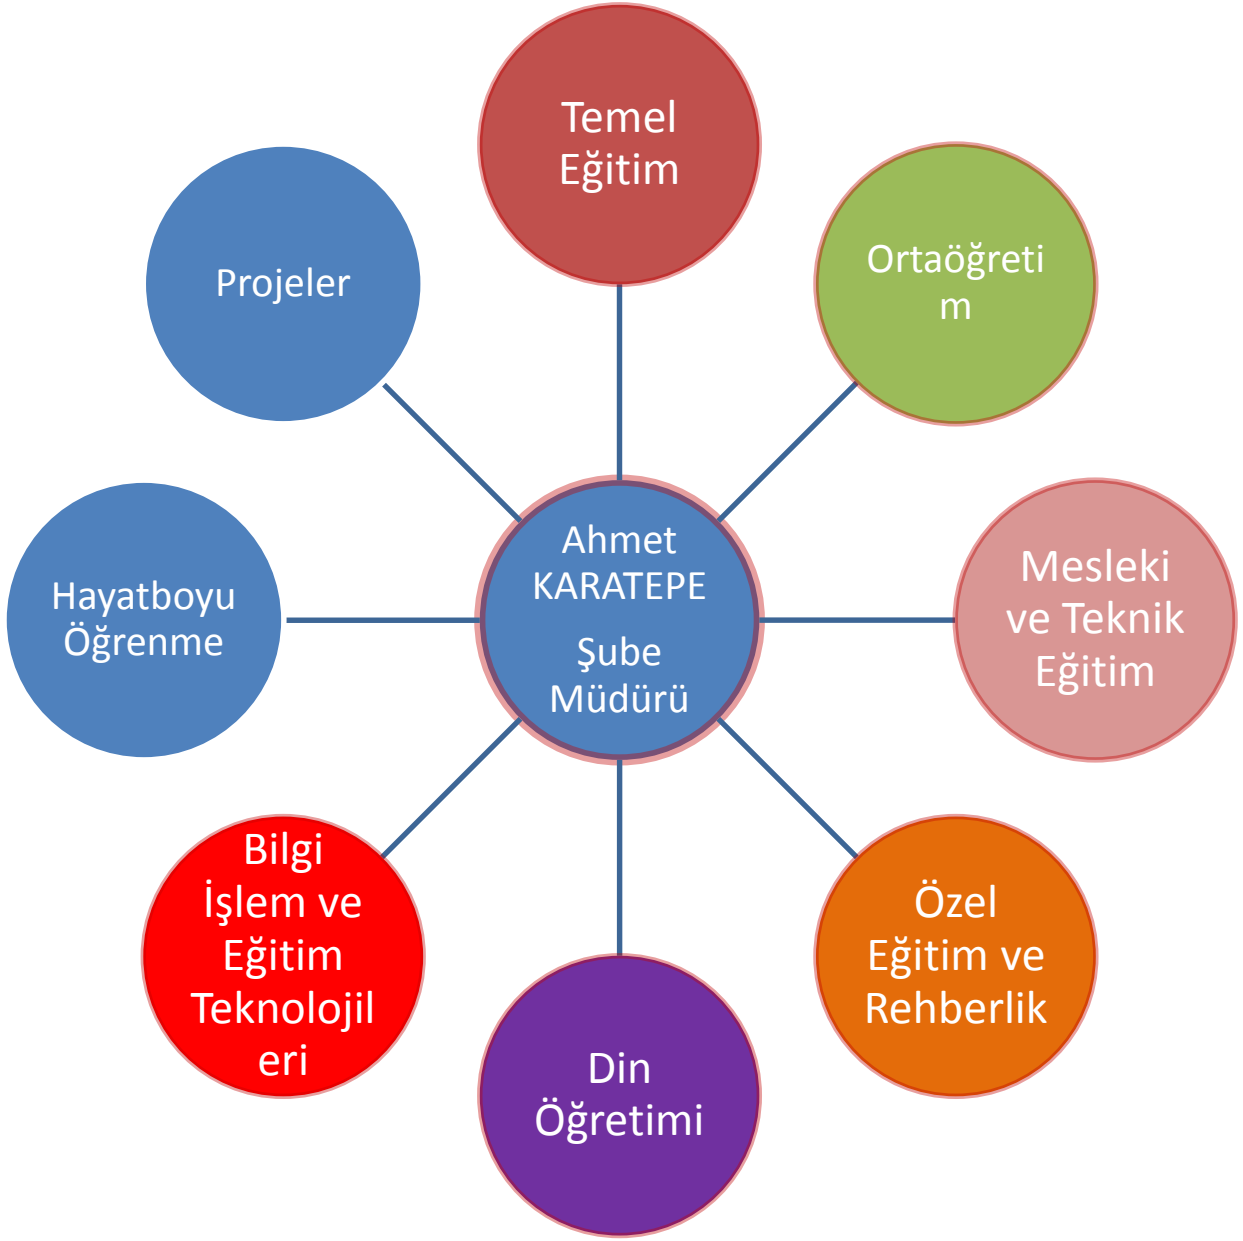 Temel
Eğitim
Ortaöğreti
m
Mesleki
ve Teknik
Eğitim
Özel
Eğitim ve
Rehberlik
Din
Öğretimi
Bilgi
İşlem ve
Eğitim
Teknolojil
eri
Hayatboyu
Öğrenme
Projeler
Ahmet
KARATEPE
Şube
Müdürü